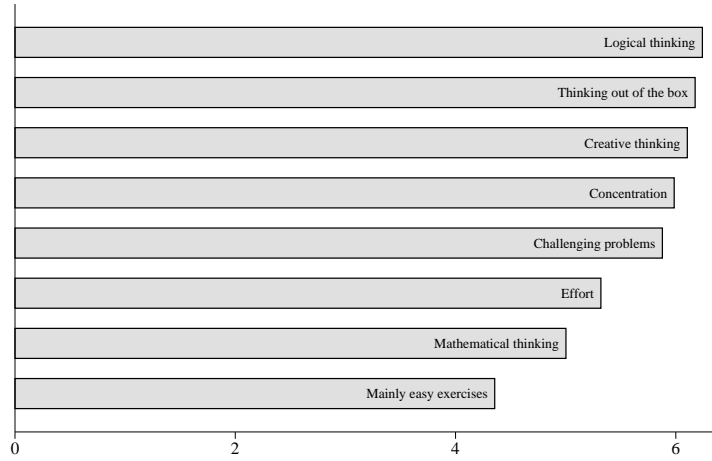 Logical thinking
Thinking out of the box
Creative thinking
Concentration
Challenging problems
Effort
Mathematical thinking
Mainly easy exercises
0 2 4 6